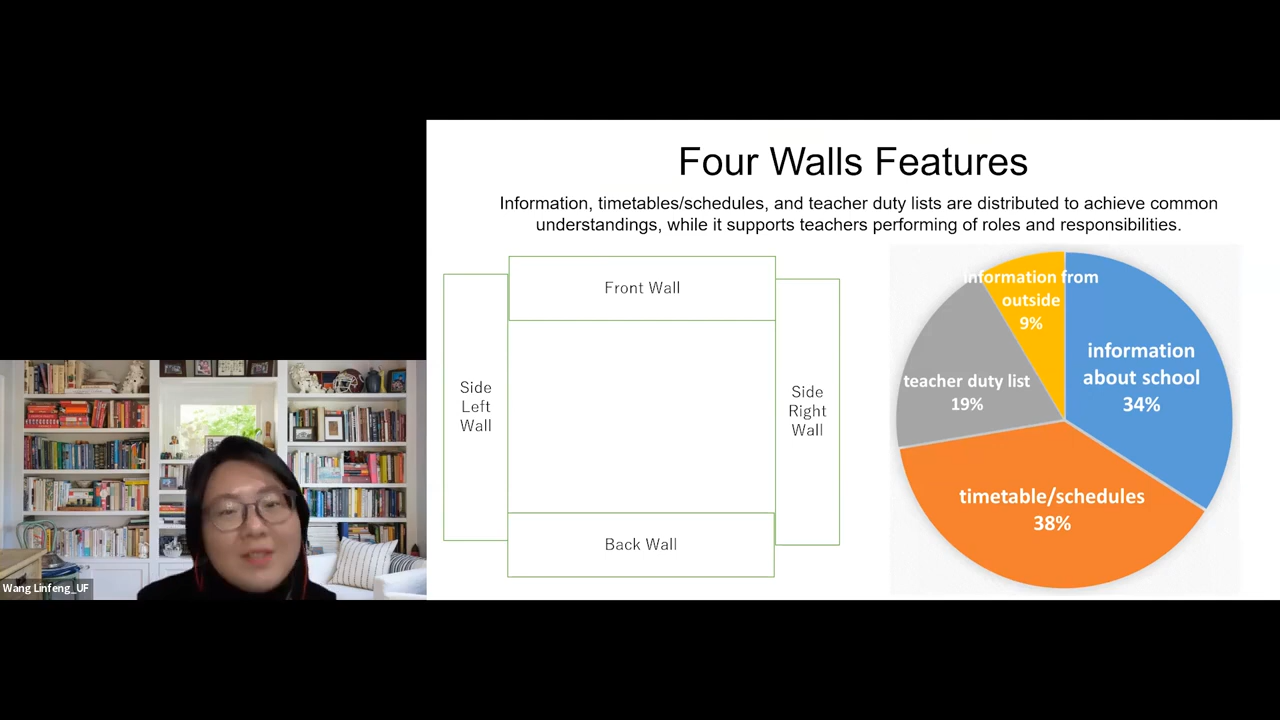 Four Walls Features
Information, timetables/schedules, and teacher duty lists are distributed to achieve common
understandings, while it supports teachers performing of roles and responsibilities.
Front Wall
Side
Left
Wall
Side
Right
Wall
Back Wall
information from
outside
9%
information
about school
34%
teacher duty list
19%
timetable/schedules
38%
Wang Linfeng_UF